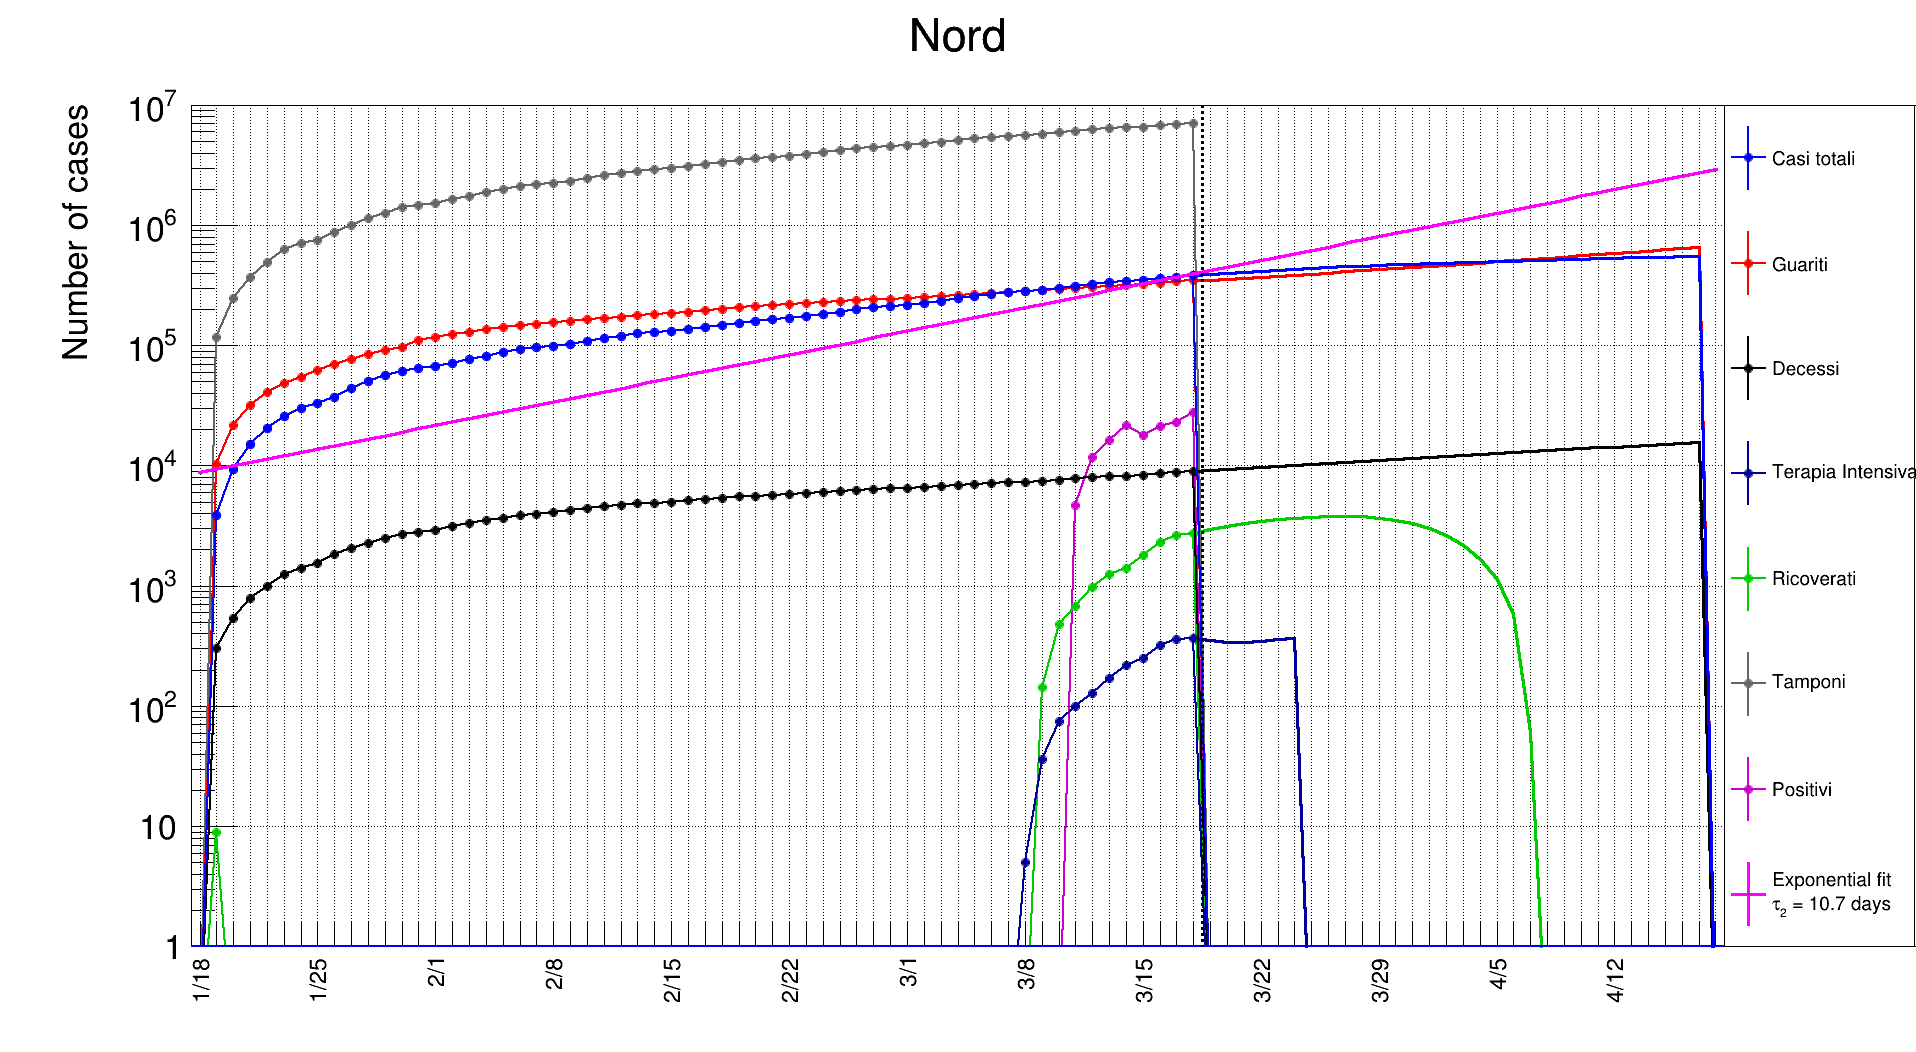 Nord
Number of cases
10^7
10^6
10^5
10^4
10^3
10^2
10
1
1/18
1/25
2/1
2/8
2/15
2/22
3/1
3/8
3/15
3/22
3/29
4/5
4/12
Casi totali
Guariti
Decessi
Terapia Intensiva
Ricoverati
Tamponi
Positivi
Exponential fit
τ₂ = 10.7 days